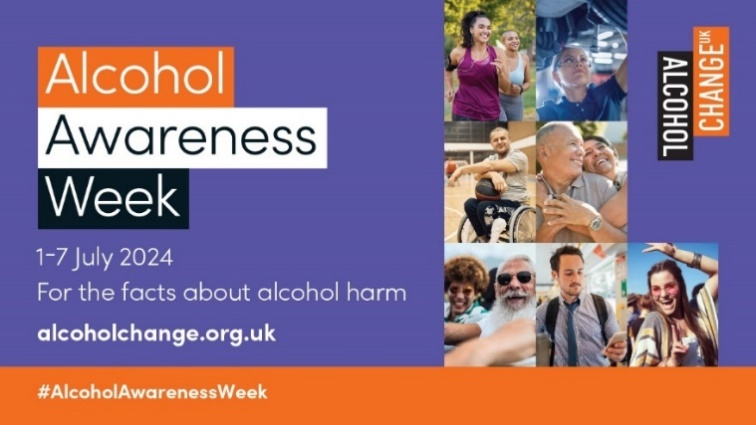 Alcohol
Awareness
Week
1-7 July 2024
For the facts about alcohol harm
alcoholchange.org.uk
#AlcoholAwarenessWeek
ALCOHOL
CHANGE UK